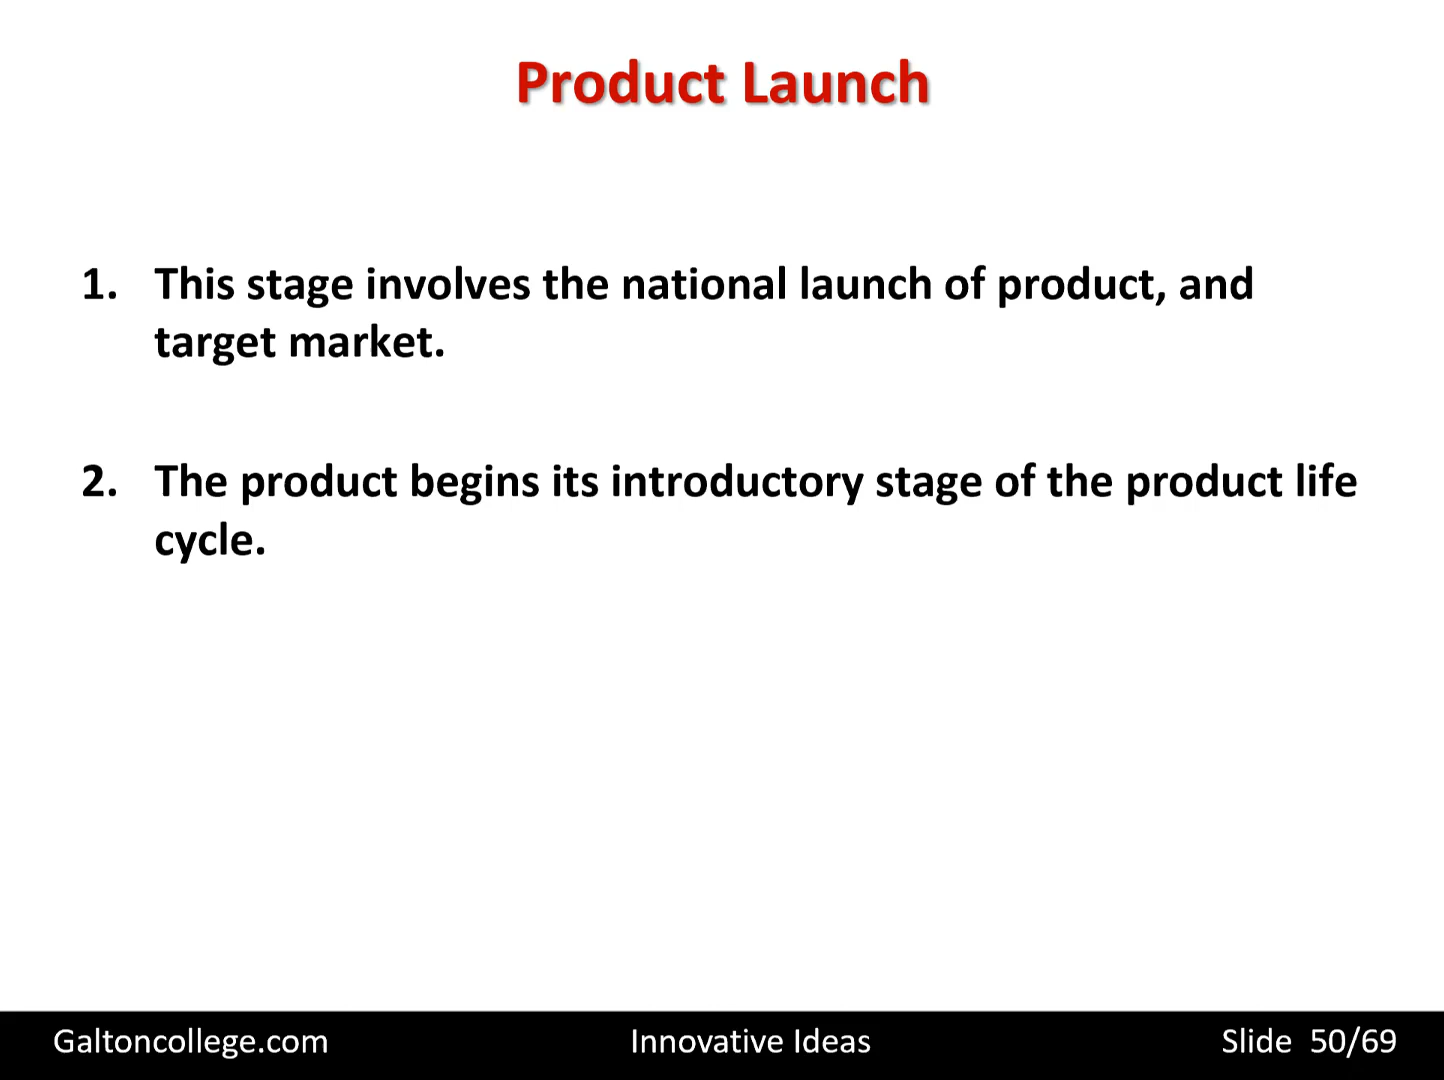 Product Launch
1. This stage involves the national launch of product, and
target market.
2. The product begins its introductory stage of the product life
cycle.
Galtoncollege.com Innovative Ideas Slide 50/69